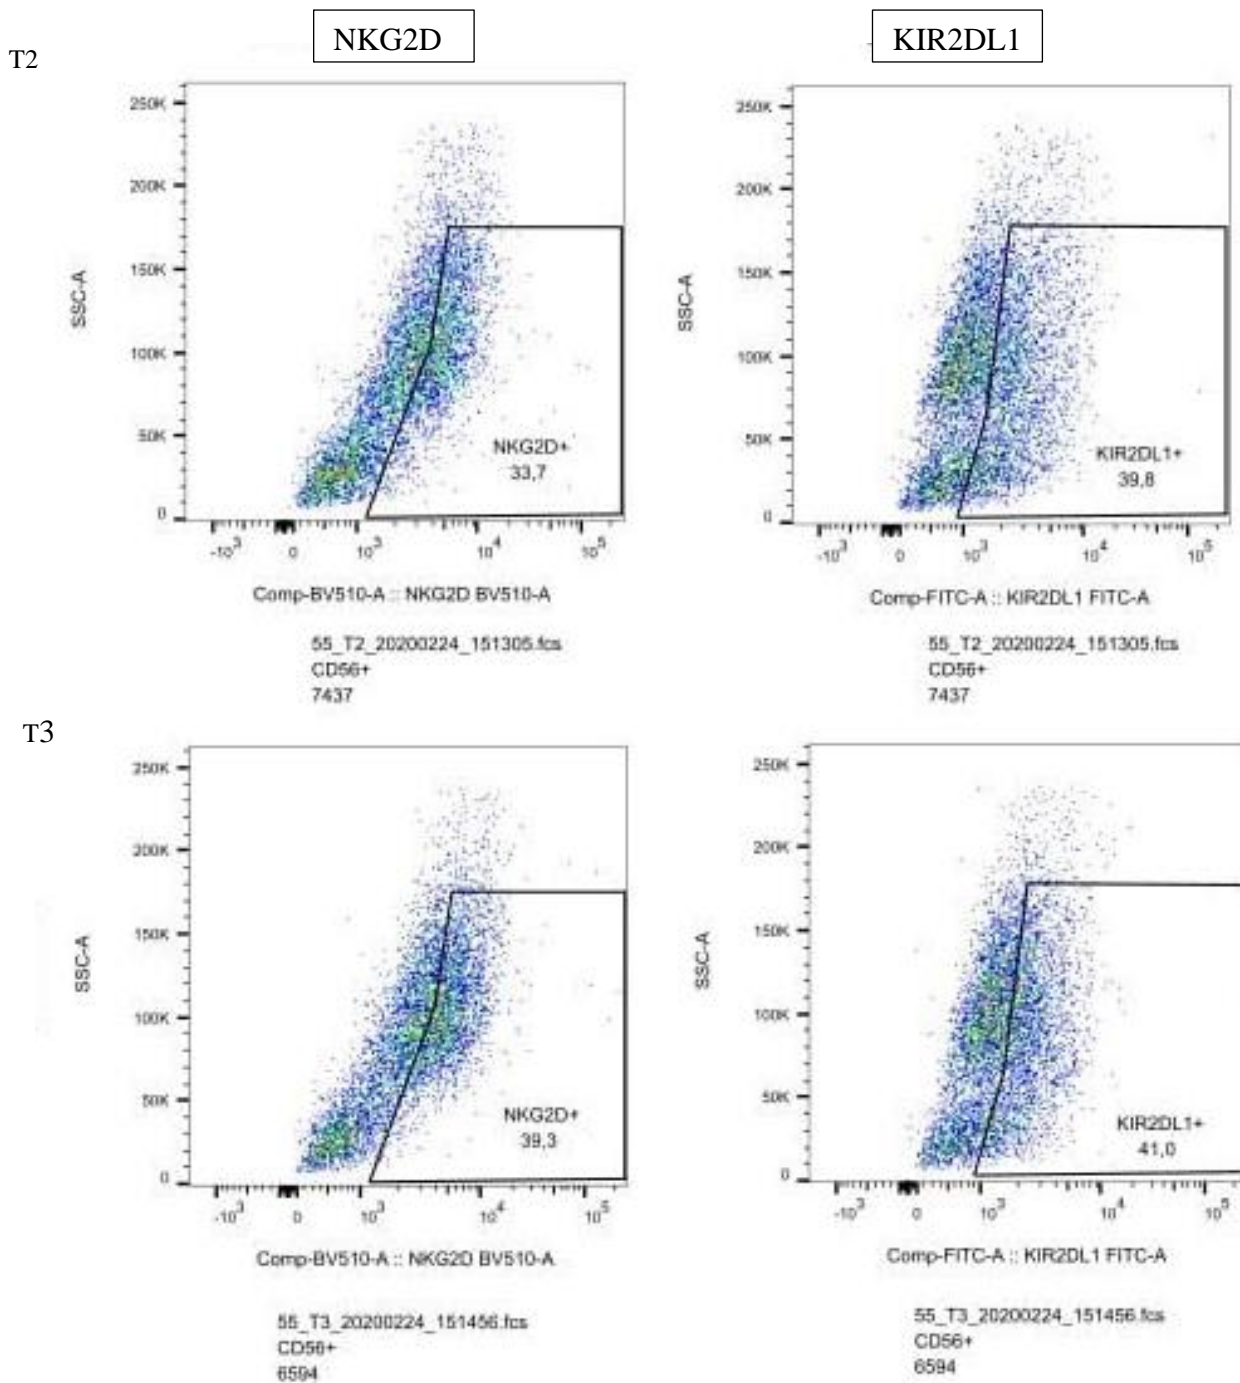 NKG2D
KIR2DL1
T2
250K
200K
150K
100K
50K
0
SSC-A
NKG2D+
33,7
-10³ 0 10³ 10⁴ 10⁵
Comp-BV510-A :: NKG2D BV510-A
55_T2_20200224_151305.fcs
CD56+
7437
250K
200K
150K
100K
50K
0
SSC-A
KIR2DL1+
39,8
-10³ 0 10³ 10⁴ 10⁵
Comp-FITC-A :: KIR2DL1 FITC-A
55_T2_20200224_151305.fcs
CD56+
7437
T3
250K
200K
150K
100K
50K
0
SSC-A
NKG2D+
39,3
-10³ 0 10³ 10⁴ 10⁵
Comp-BV510-A :: NKG2D BV510-A
55_T3_20200224_151456.fcs
CD56+
6594
250K
200K
150K
100K
50K
0
SSC-A
KIR2DL1+
41,0
-10³ 0 10³ 10⁴ 10⁵
Comp-FITC-A :: KIR2DL1 FITC-A
55_T3_20200224_151456.fcs
CD56+
6594